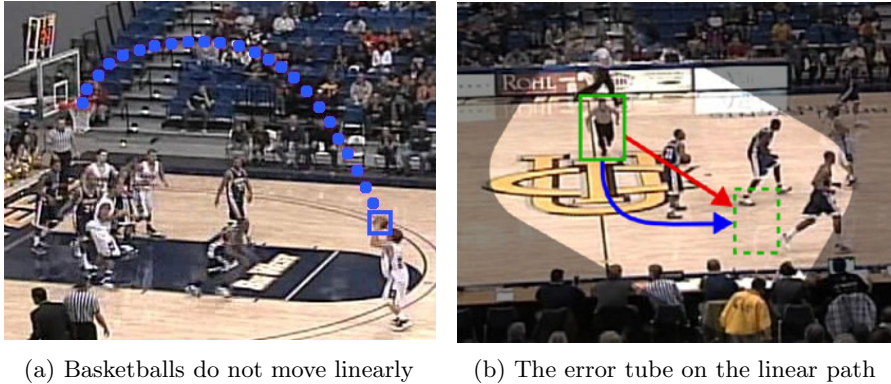 ROHL
(a) Basketballs do not move linearly
(b) The error tube on the linear path